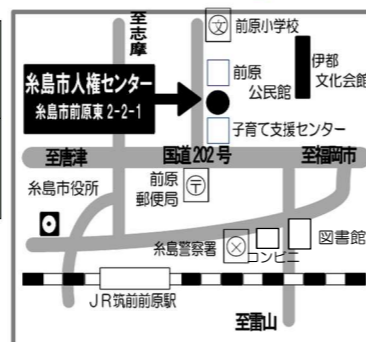 至志摩
文
前原小学校
糸島市人権センター
糸島市前原東 2-2-1
前原
公民館
伊都
文化会館
子育て支援センター
至唐津
国道202号
至福岡市
糸島市役所
前原
郵便局
〒
糸島警察署
コンビニ
図書館
JR筑前前原駅
至雷山